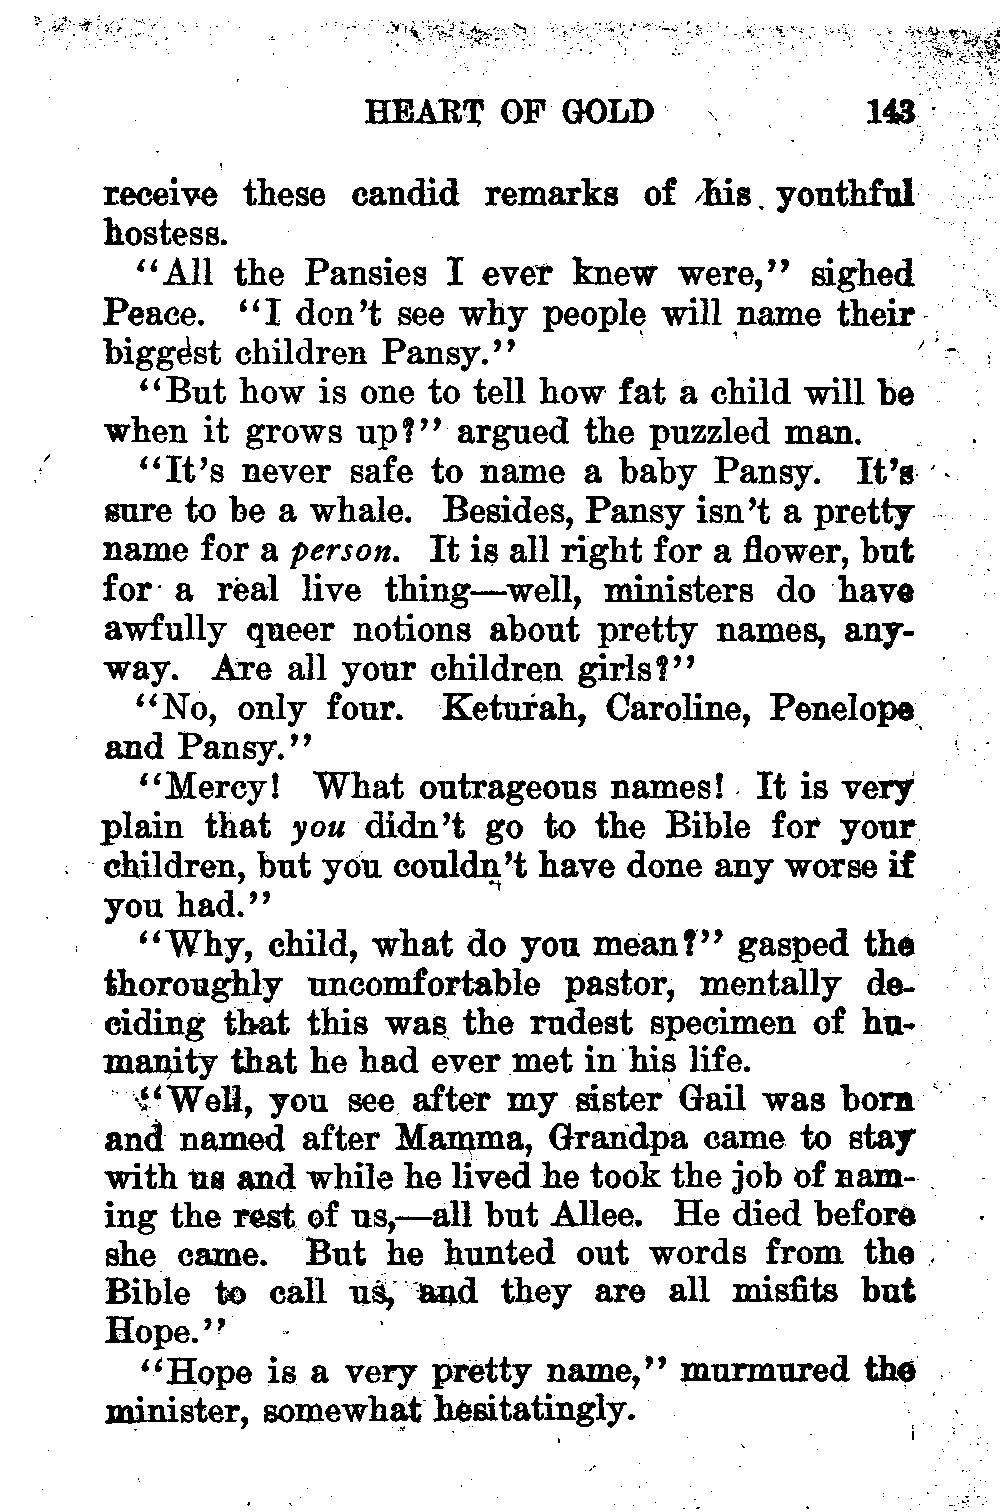 HEART OF GOLD 143
receive these candid remarks of his youthful
hostess.
"All the Pansies I ever knew were," sighed
Peace. "I don't see why people will name their
biggest children Pansy."
"But how is one to tell how fat a child will be
when it grows up?" argued the puzzled man.
"It's never safe to name a baby Pansy. It's
sure to be a whale. Besides, Pansy isn't a pretty
name for a person. It is all right for a flower, but
for a real live thing—well, ministers do have
awfully queer notions about pretty names, any-
way. Are all your children girls?"
"No, only four. Keturah, Caroline, Penelope
and Pansy."
"Mercy! What outrageous names! It is very
plain that you didn't go to the Bible for your
children, but you couldn't have done any worse if
you had."
"Why, child, what do you mean?" gasped the
thoroughly uncomfortable pastor, mentally de-
ciding that this was the rudest specimen of hu-
manity that he had ever met in his life.
"Well, you see after my sister Gail was born
and named after Mamma, Grandpa came to stay
with us and while he lived he took the job of nam-
ing the rest of us,—all but Allee. He died before
she came. But he hunted out words from the
Bible to call us, and they are all misfits but
Hope."
"Hope is a very pretty name," murmured the
minister, somewhat hesitatingly.